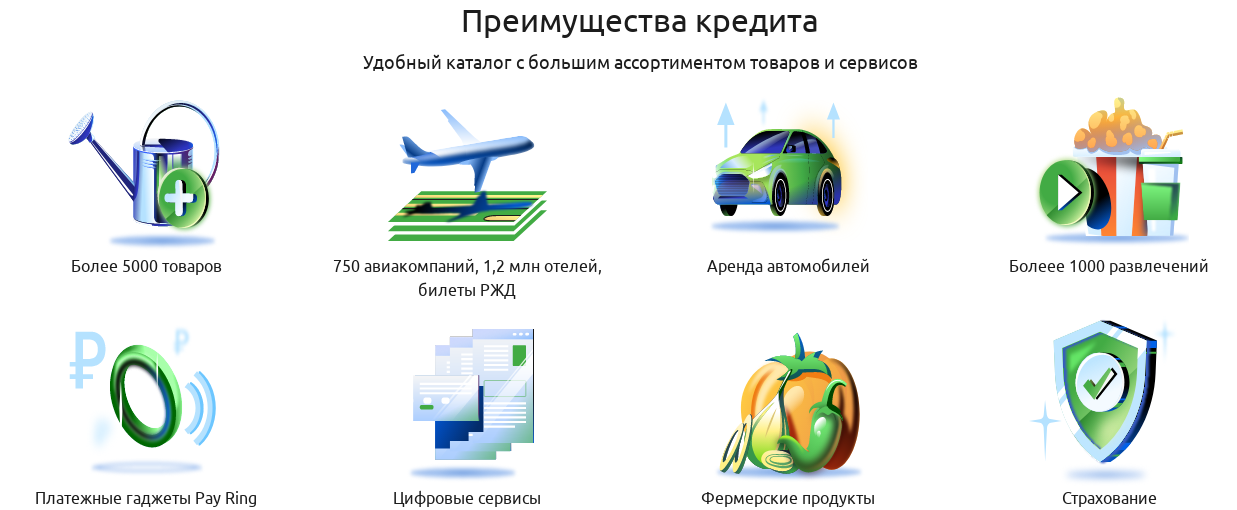 Преимущества кредита
Удобный каталог с большим ассортиментом товаров и сервисов
Более 5000 товаров
750 авиакомпаний, 1,2 млн отелей,
билеты РЖД
Аренда автомобилей
Болеее 1000 развлечений
Платежные гаджеты Pay Ring
Цифровые сервисы
Фермерские продукты
Страхование